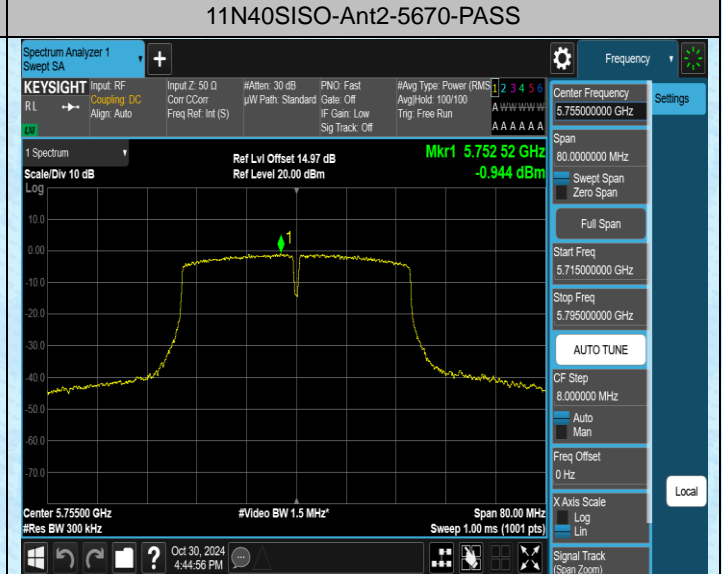 11N40SISO-Ant2-5670-PASS
Spectrum Analyzer 1
Swept SA
+
Frequency
KEYSIGHT
RL
LXI
Input: RF
Coupling: DC
Align: Auto
Input Z: 50 Ω
Corr CCorr
Freq Ref: Int (S)
#Atten: 30 dB
µW Path: Standard
PNO: Fast
Gate: Off
IF Gain: Low
Sig Track: Off
#Avg Type: Power (RMS
Avg|Hold: 100/100
Trig: Free Run
1 2 3 4 5 6
A W W W W W
A A A A A A
1 Spectrum
Scale/Div 10 dB
Log
Ref Lvl Offset 14.97 dB
Ref Level 20.00 dBm
Mkr1 5.752 52 GHz
-0.944 dBm
1
10.0
0.00
-10.0
-20.0
-30.0
-40.0
-50.0
-60.0
-70.0
Center 5.75500 GHz
#Res BW 300 kHz
#Video BW 1.5 MHz*
Span 80.00 MHz
Sweep 1.00 ms (1001 pts)
?
Oct 30, 2024
4:44:56 PM
Center Frequency
5.755000000 GHz
Span
80.0000000 MHz
Swept Span
Zero Span
Full Span
Start Freq
5.715000000 GHz
Stop Freq
5.795000000 GHz
AUTO TUNE
CF Step
8.000000 MHz
Auto
Man
Freq Offset
0 Hz
X Axis Scale
Log
Lin
Signal Track
(Span Zoom)
Settings
Local